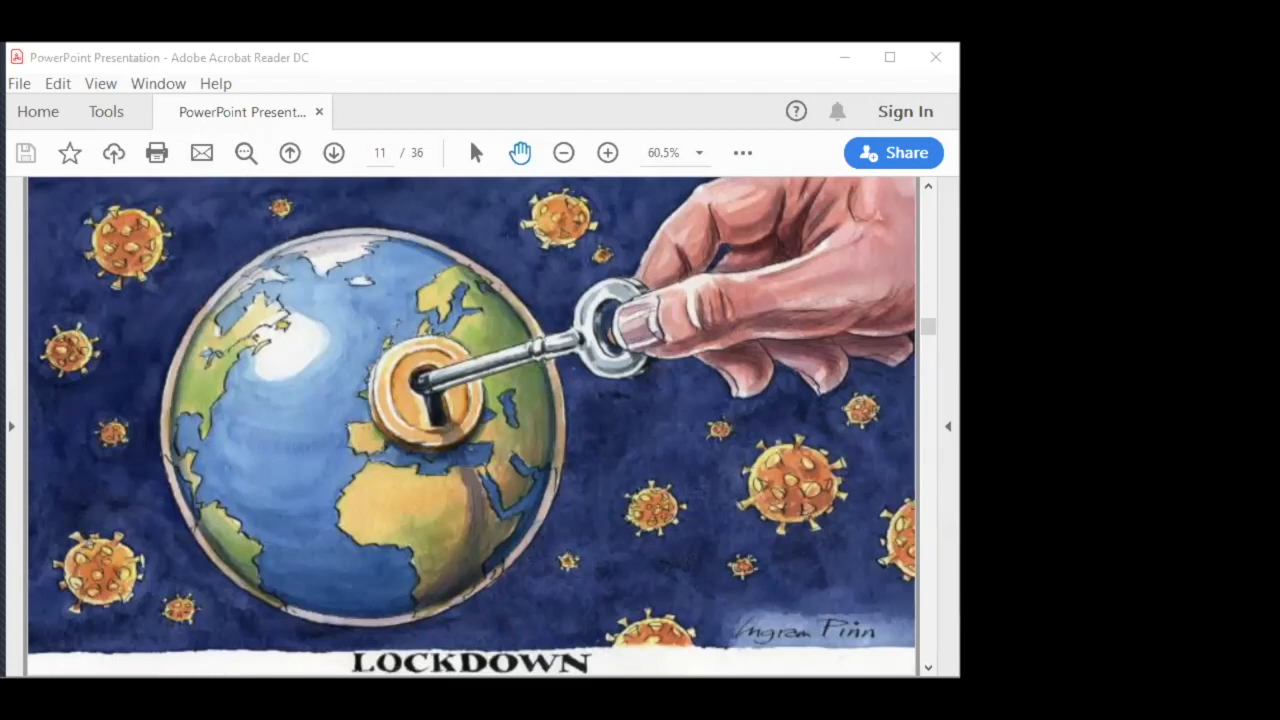 PowerPoint Presentation - Adobe Acrobat Reader DC
File Edit View Window Help
Home Tools PowerPoint Present... × ? Sign In
11 / 36 60.5% Share
Ingram Pinn
LOCKDOWN